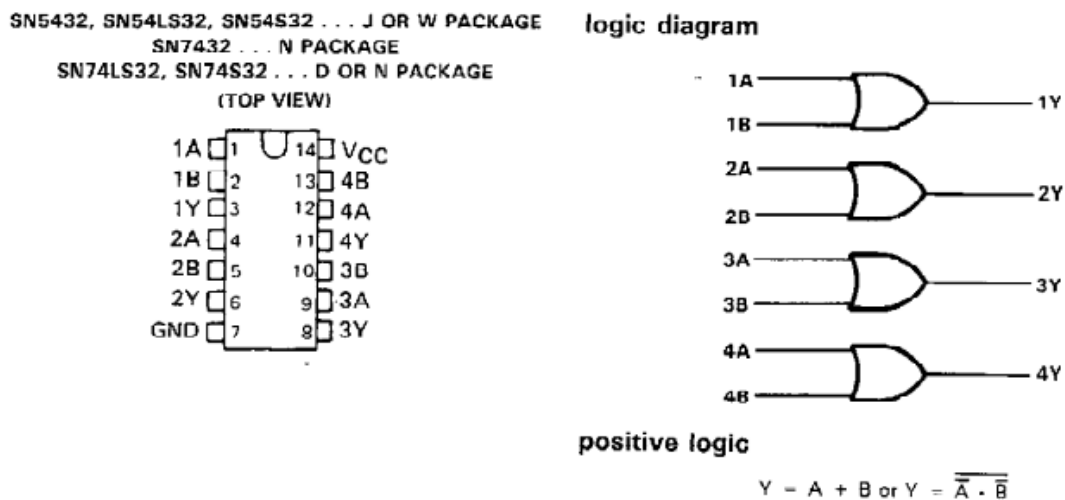 SN5432, SN54LS32, SN54S32 . . . J OR W PACKAGE
SN7432 . . . N PACKAGE
SN74LS32, SN74S32 . . . D OR N PACKAGE
(TOP VIEW)
1A 1 14 VCC
1B 2 13 4B
1Y 3 12 4A
2A 4 11 4Y
2B 5 10 3B
2Y 6 9 3A
GND 7 8 3Y
logic diagram
1A
1Y
1B
2A
2Y
2B
3A
3Y
3B
4A
4Y
4B
positive logic
Y = A + B or Y = \overline{\overline{A} · \overline{B}}